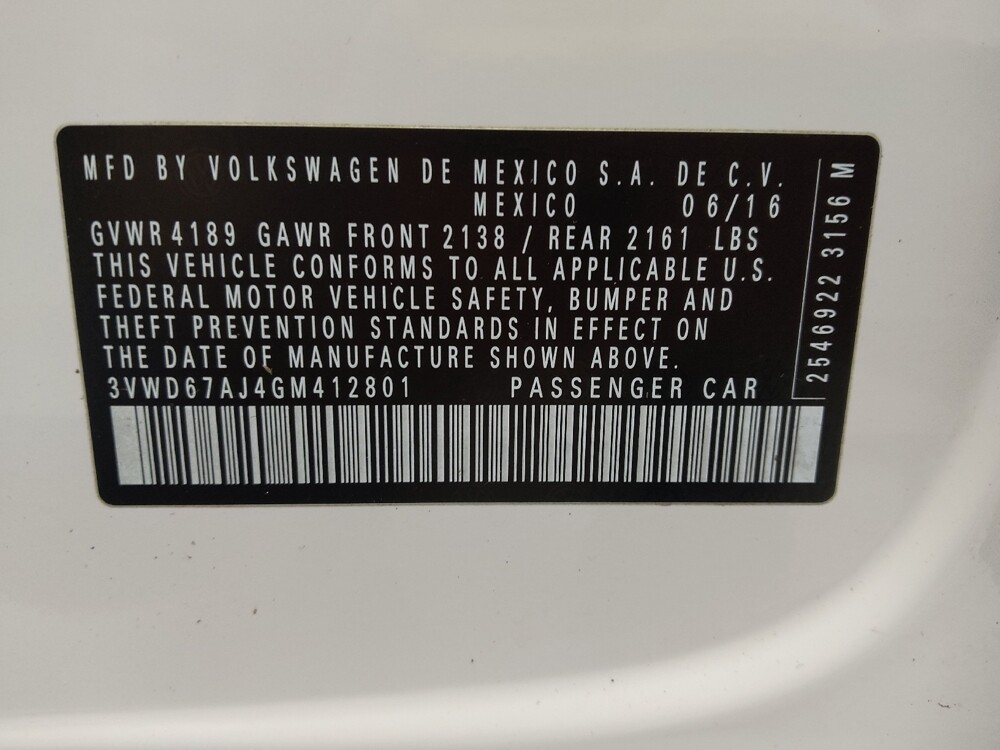 MFD BY VOLKSWAGEN DE MEXICO S.A. DE C.V.
MEXICO 06/16
GVWR 4189 GAWR FRONT 2138 / REAR 2161 LBS
THIS VEHICLE CONFORMS TO ALL APPLICABLE U.S.
FEDERAL MOTOR VEHICLE SAFETY, BUMPER AND
THEFT PREVENTION STANDARDS IN EFFECT ON
THE DATE OF MANUFACTURE SHOWN ABOVE.
3VWD67AJ4GM412801 PASSENGER CAR
2546922 3156 M